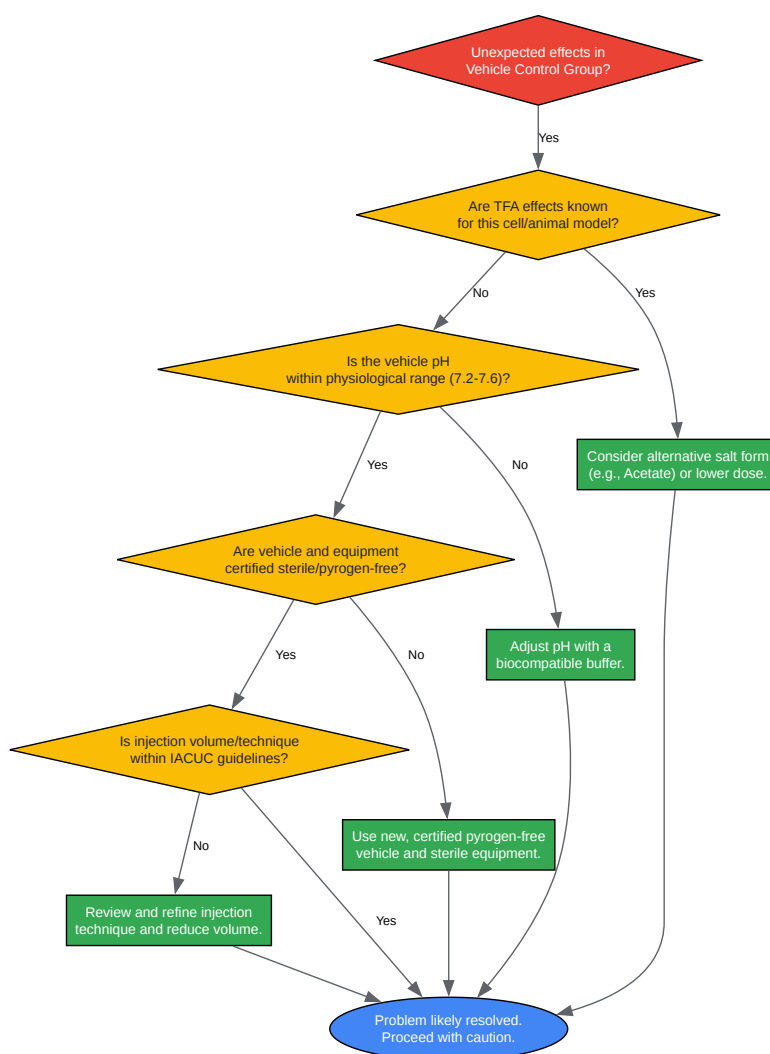 Unexpected effects in
Vehicle Control Group?
Yes
Are TFA effects known
for this cell/animal model?
No
Yes
Is the vehicle pH
within physiological range (7.2-7.6)?
Yes
No
Consider alternative salt form
(e.g., Acetate) or lower dose.
Are vehicle and equipment
certified sterile/pyrogen-free?
Yes
No
Adjust pH with a
biocompatible buffer.
Is injection volume/technique
within IACUC guidelines?
No
Yes
Use new, certified pyrogen-free
vehicle and sterile equipment.
Review and refine injection
technique and reduce volume.
Problem likely resolved.
Proceed with caution.